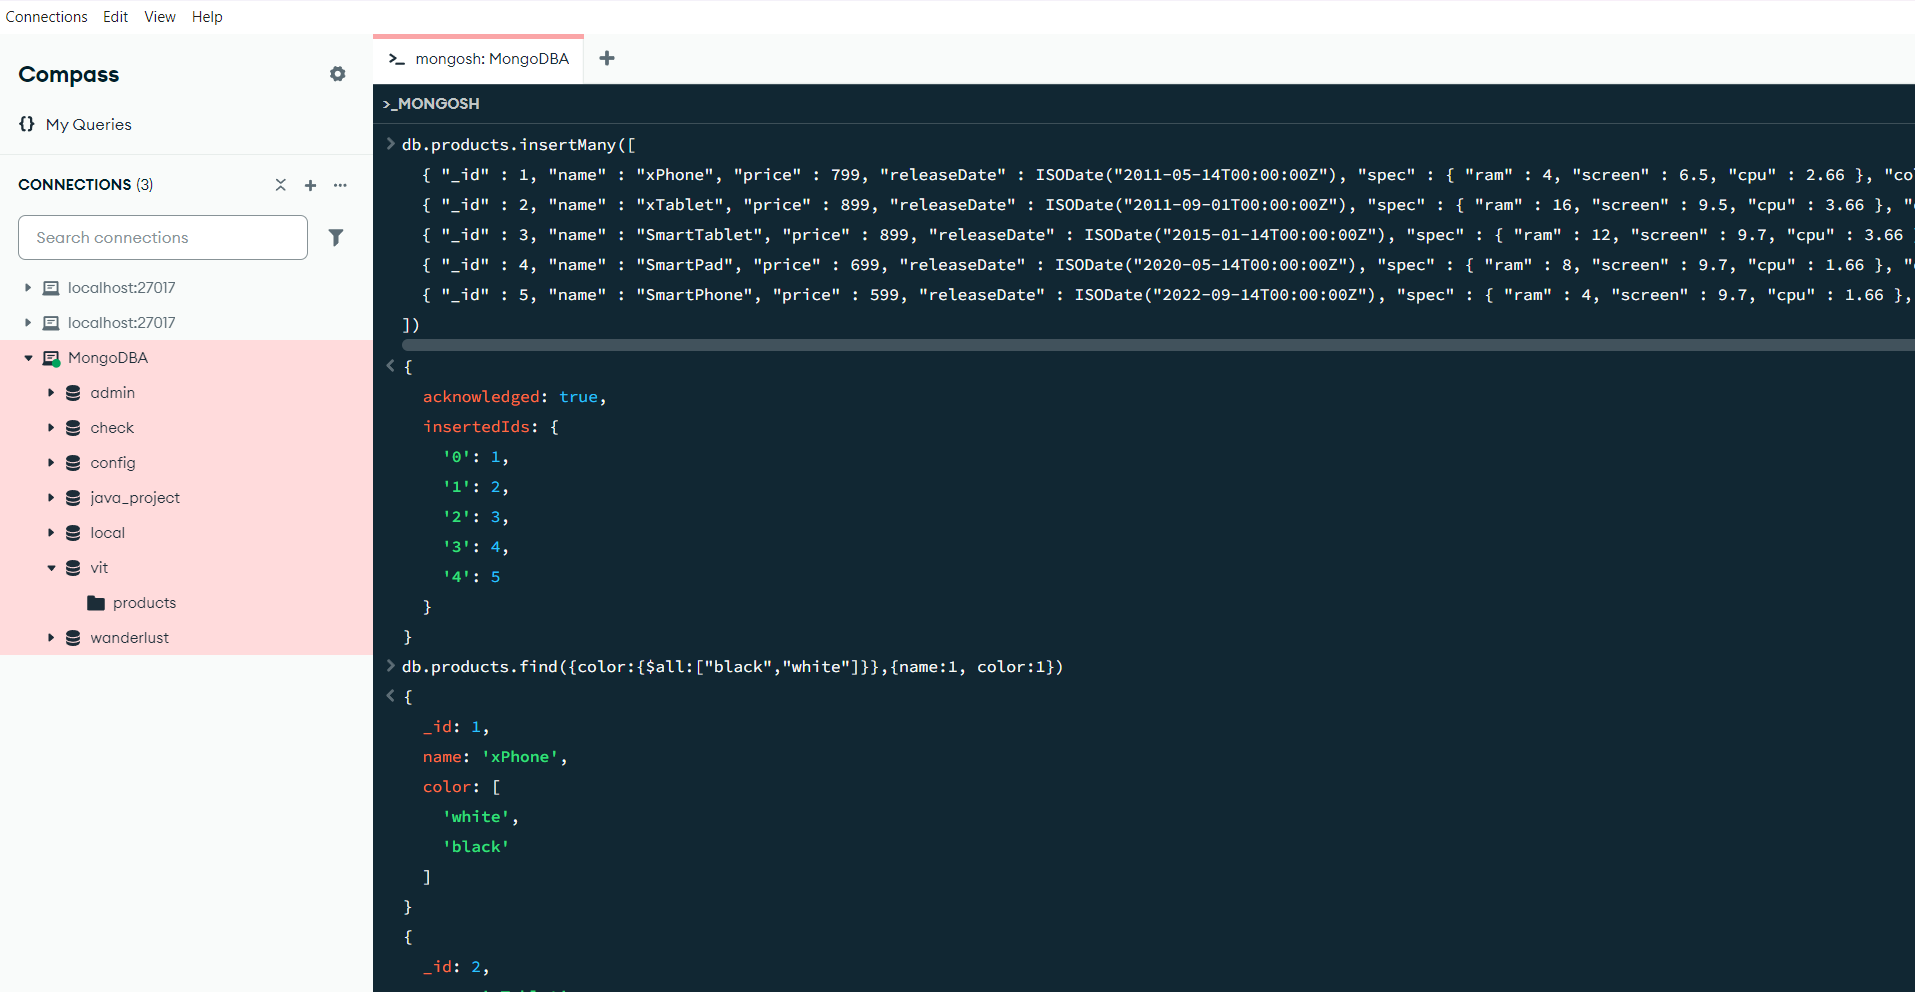 Connections Edit View Help
Compass
My Queries
CONNECTIONS (3)
Search connections
localhost:27017
localhost:27017
MongoDBA
admin
check
config
java_project
local
vit
products
wanderlust
>_ mongosh: MongoDBA +
>_MONGOSH
> db.products.insertMany([
{ "_id" : 1, "name" : "xPhone", "price" : 799, "releaseDate" : ISODate("2011-05-14T00:00:00Z"), "spec" : { "ram" : 4, "screen" : 6.5, "cpu" : 2.66 }, "co
{ "_id" : 2, "name" : "xTablet", "price" : 899, "releaseDate" : ISODate("2011-09-01T00:00:00Z"), "spec" : { "ram" : 16, "screen" : 9.5, "cpu" : 3.66 }, "
{ "_id" : 3, "name" : "SmartTablet", "price" : 899, "releaseDate" : ISODate("2015-01-14T00:00:00Z"), "spec" : { "ram" : 12, "screen" : 9.7, "cpu" : 3.66
{ "_id" : 4, "name" : "SmartPad", "price" : 699, "releaseDate" : ISODate("2020-05-14T00:00:00Z"), "spec" : { "ram" : 8, "screen" : 9.7, "cpu" : 1.66 }, "
{ "_id" : 5, "name" : "SmartPhone", "price" : 599, "releaseDate" : ISODate("2022-09-14T00:00:00Z"), "spec" : { "ram" : 4, "screen" : 9.7, "cpu" : 1.66 },
])
< {
acknowledged: true,
insertedIds: {
'0': 1,
'1': 2,
'2': 3,
'3': 4,
'4': 5
}
}
> db.products.find({color:{$all:["black","white"]}},{name:1, color:1})
< {
_id: 1,
name: 'xPhone',
color: [
'white',
'black'
]
}
{
_id: 2,